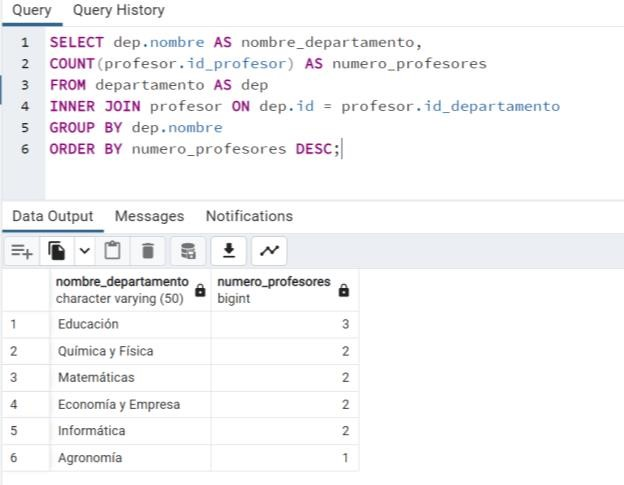 Query Query History
1 SELECT dep.nombre AS nombre_departamento,
2 COUNT(profesor.id_profesor) AS numero_profesores
3 FROM departamento AS dep
4 INNER JOIN profesor ON dep.id = profesor.id_departamento
5 GROUP BY dep.nombre
6 ORDER BY numero_profesores DESC;
Data Output Messages Notifications
nombre_departamento numero_profesores
character varying (50) bigint
1 Educación 3
2 Química y Física 2
3 Matemáticas 2
4 Economía y Empresa 2
5 Informática 2
6 Agronomía 1